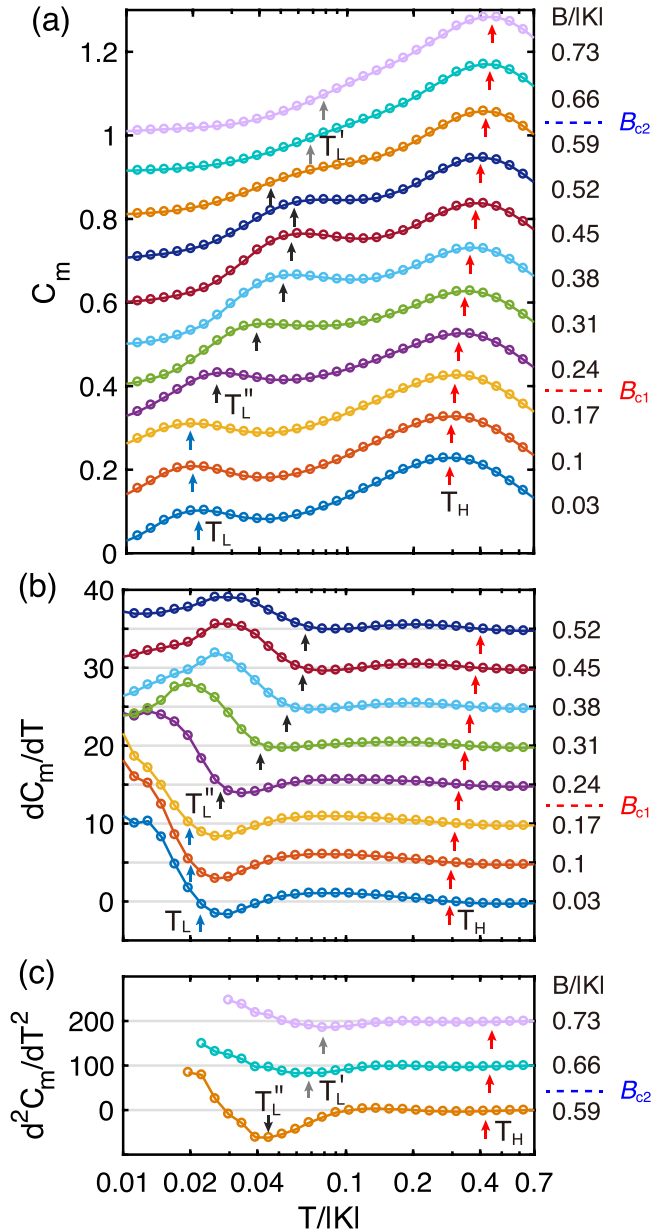 (a)
B/|K|
1.2
1
0.8
0.6
0.4
0.2
0
C_m
0.73
0.66
B_c2
0.59
0.52
0.45
0.38
0.31
0.24
B_c1
0.17
0.1
0.03
T_L'
T_L''
T_L
T_H
(b)
40
30
20
10
0
dC_m/dT
0.52
0.45
0.38
0.31
0.24
B_c1
0.17
0.1
0.03
T_L''
T_L
T_H
(c)
B/|K|
200
100
0
d²C_m/dT²
0.73
0.66
B_c2
0.59
T_L''
T_L'
T_H
0.01 0.02 0.04 0.1 0.2 0.4 0.7
T/|K|